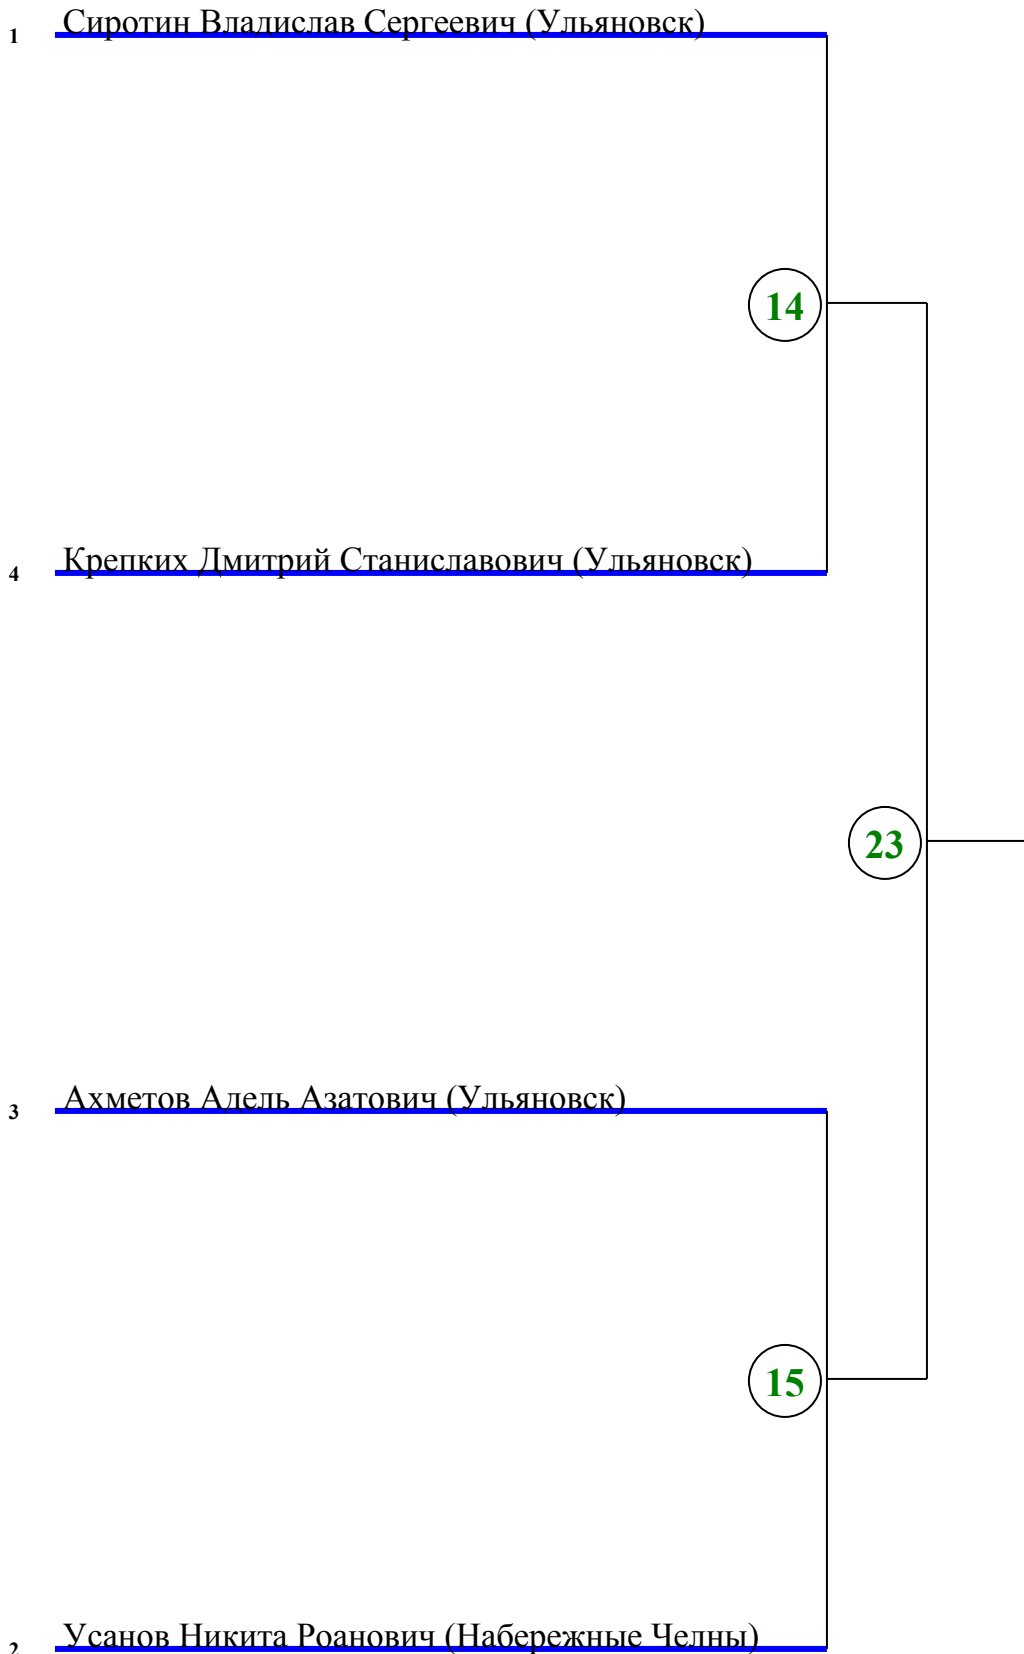 1 Сиротин Владислав Сергеевич (Ульяновск)
14
4 Крепких Дмитрий Станиславович (Ульяновск)
23
3 Ахметов Адель Азатович (Ульяновск)
15
2 Усанов Никита Роанович (Набережные Челны)